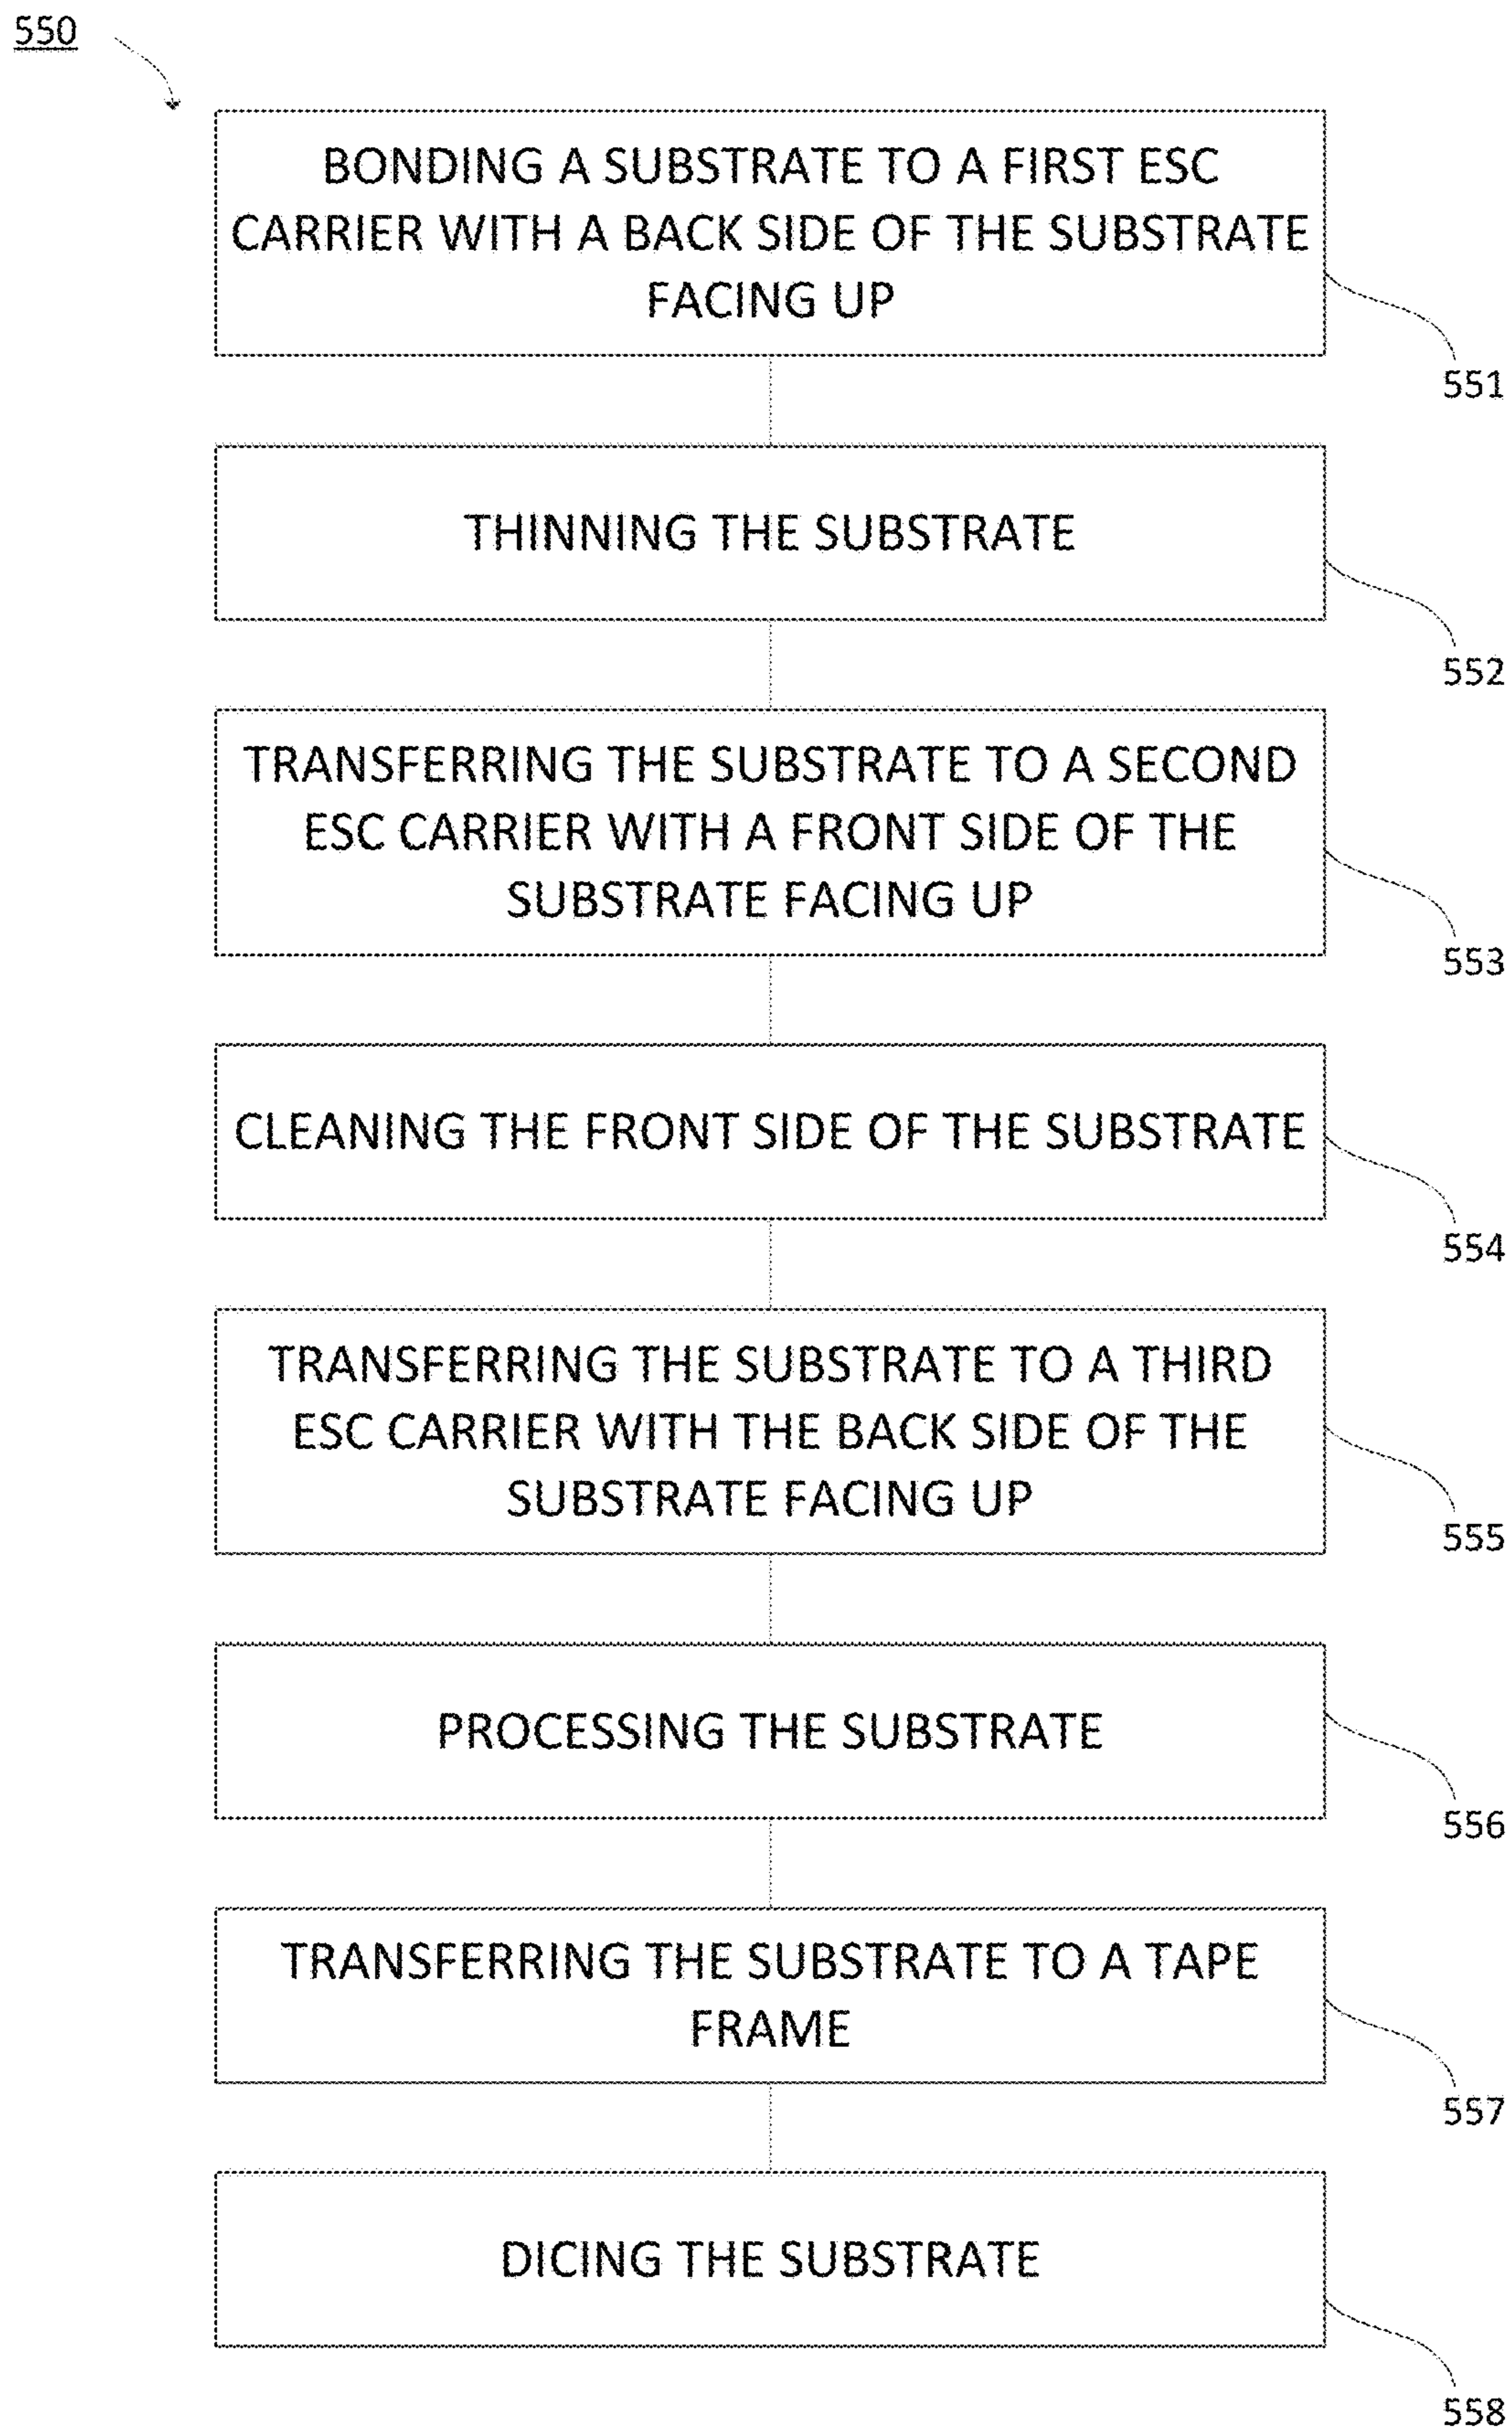 550
BONDING A SUBSTRATE TO A FIRST ESC
CARRIER WITH A BACK SIDE OF THE SUBSTRATE
FACING UP
551
THINNING THE SUBSTRATE
552
TRANSFERRING THE SUBSTRATE TO A SECOND
ESC CARRIER WITH A FRONT SIDE OF THE
SUBSTRATE FACING UP
553
CLEANING THE FRONT SIDE OF THE SUBSTRATE
554
TRANSFERRING THE SUBSTRATE TO A THIRD
ESC CARRIER WITH THE BACK SIDE OF THE
SUBSTRATE FACING UP
555
PROCESSING THE SUBSTRATE
556
TRANSFERRING THE SUBSTRATE TO A TAPE
FRAME
557
DICING THE SUBSTRATE
558